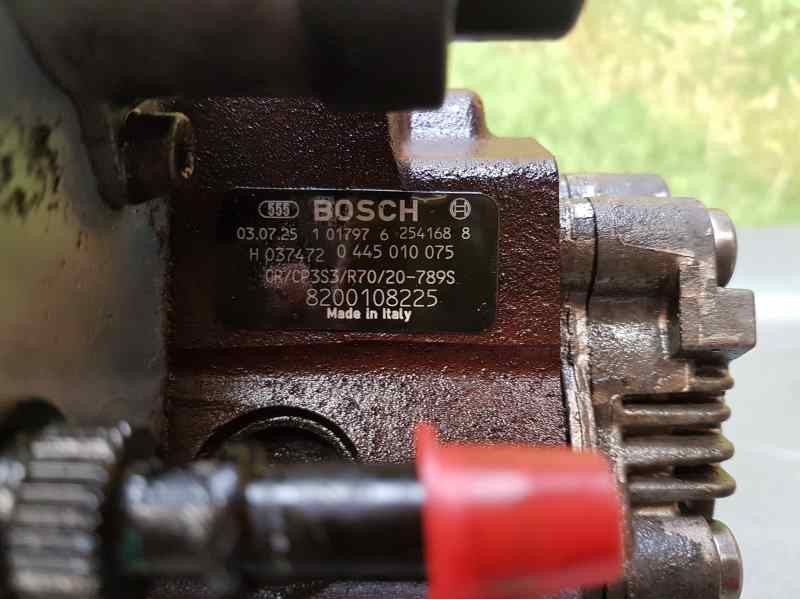 555 BOSCH
03.07.25 1 01797 6 254168 8
H 037472 0 445 010 075
CR/CP3S3/R70/20-789S
8200108225
Made in Italy